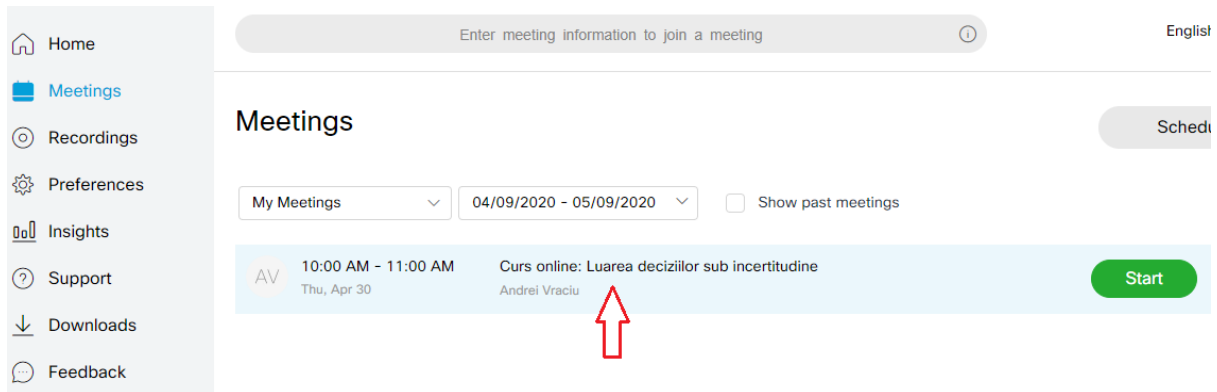 Home
Meetings
Recordings
Preferences
Insights
Support
Downloads
Feedback
Enter meeting information to join a meeting
English
Meetings
Schedu
My Meetings
04/09/2020 - 05/09/2020
Show past meetings
AV
10:00 AM - 11:00 AM
Thu, Apr 30
Curs online: Luarea deciziilor sub incertitudine
Andrei Vraciu
Start